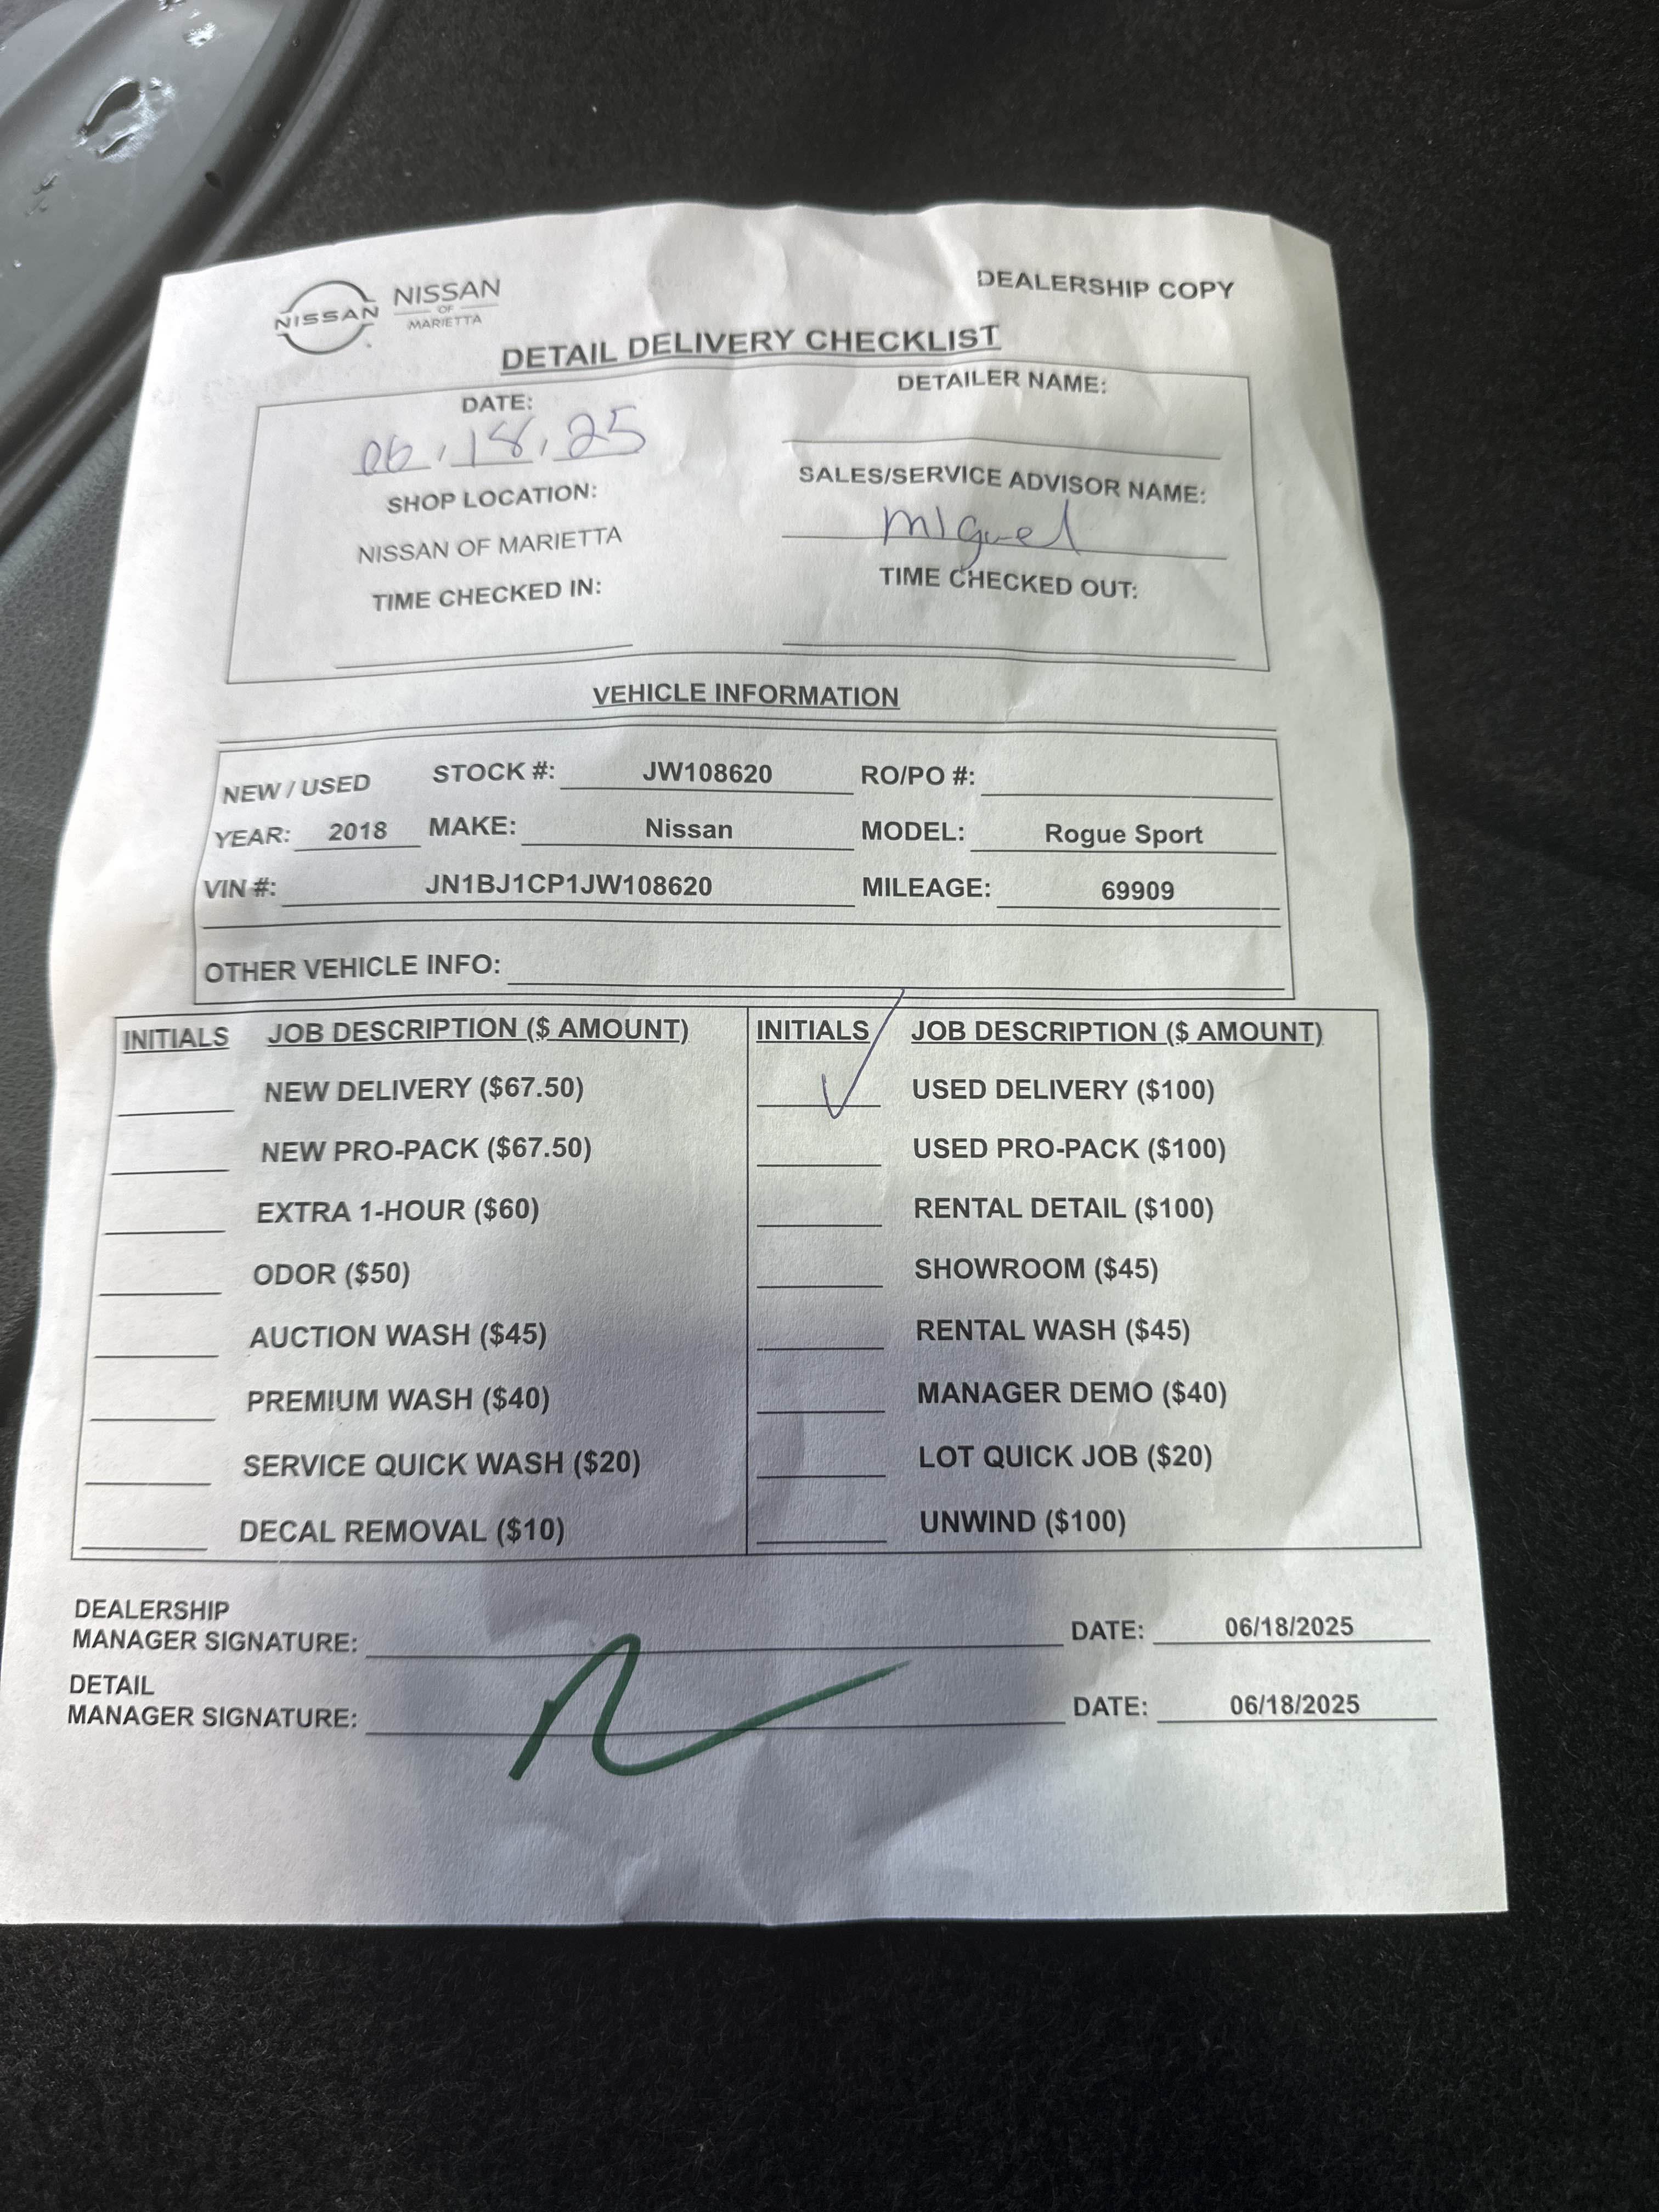 DEALERSHIP COPY
NISSAN
NISSAN
OF
MARIETTA
DETAIL DELIVERY CHECKLIST
DATE:
06.18.25
DETAILER NAME:
SHOP LOCATION:
NISSAN OF MARIETTA
SALES/SERVICE ADVISOR NAME:
Miguel
TIME CHECKED IN:
TIME CHECKED OUT:
VEHICLE INFORMATION
NEW / USED STOCK #: JW108620 RO/PO #:
YEAR: 2018 MAKE: Nissan MODEL: Rogue Sport
VIN #: JN1BJ1CP1JW108620 MILEAGE: 69909
OTHER VEHICLE INFO:
INITIALS JOB DESCRIPTION ($ AMOUNT) INITIALS JOB DESCRIPTION ($ AMOUNT)
NEW DELIVERY ($67.50) ✓ USED DELIVERY ($100)
NEW PRO-PACK ($67.50) USED PRO-PACK ($100)
EXTRA 1-HOUR ($60) RENTAL DETAIL ($100)
ODOR ($50) SHOWROOM ($45)
AUCTION WASH ($45) RENTAL WASH ($45)
PREMIUM WASH ($40) MANAGER DEMO ($40)
SERVICE QUICK WASH ($20) LOT QUICK JOB ($20)
DECAL REMOVAL ($10) UNWIND ($100)
DEALERSHIP
MANAGER SIGNATURE: DATE: 06/18/2025
DETAIL
MANAGER SIGNATURE: DATE: 06/18/2025